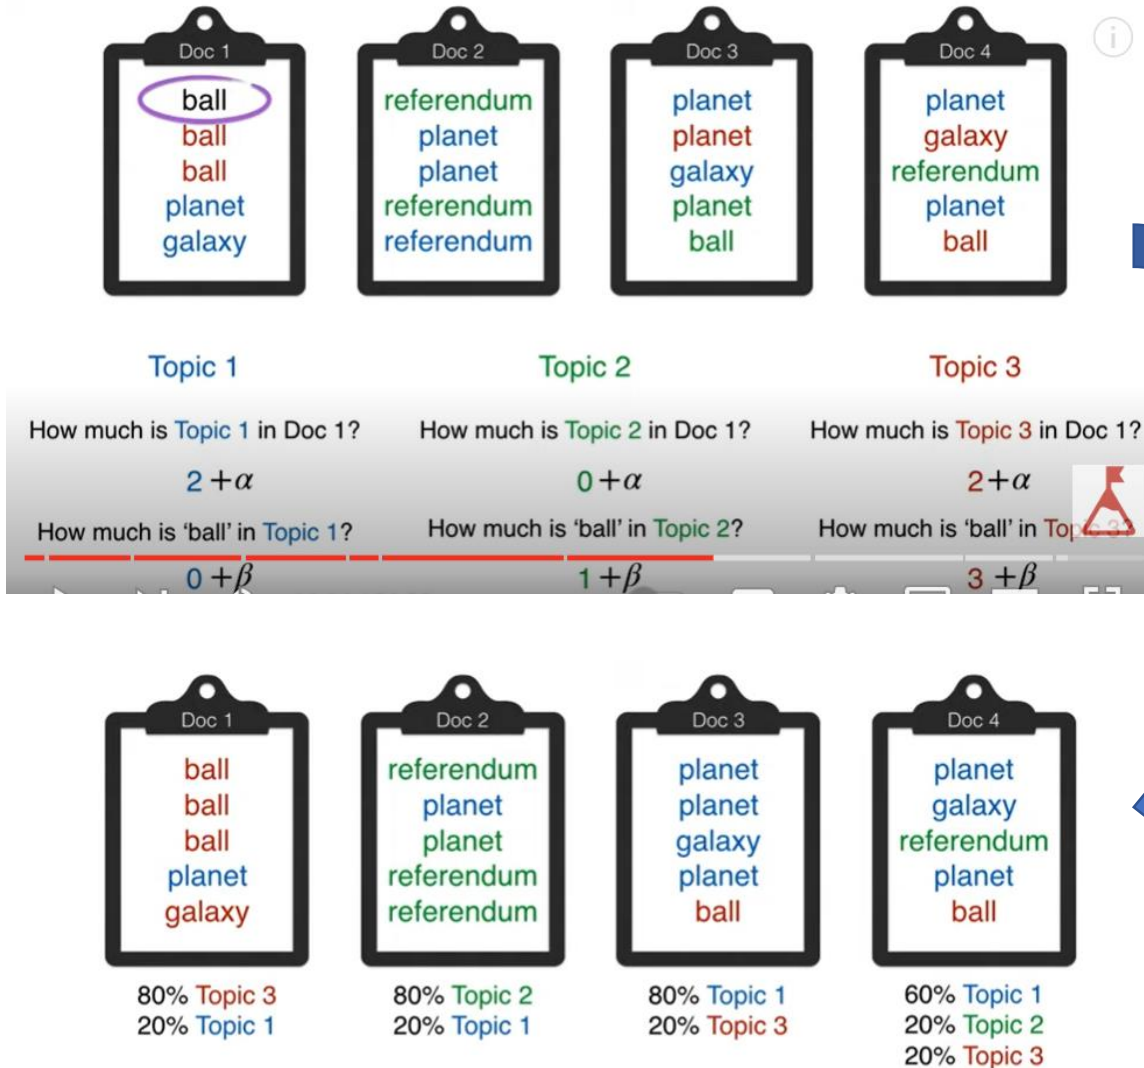 Doc 1
ball
ball
ball
planet
galaxy
Doc 2
referendum
planet
planet
referendum
referendum
Doc 3
planet
planet
galaxy
planet
ball
Doc 4
planet
galaxy
referendum
planet
ball
i
Topic 1
How much is Topic 1 in Doc 1?
2 +α
How much is ‘ball’ in Topic 1?
0 +β
Topic 2
How much is Topic 2 in Doc 1?
0 +α
How much is ‘ball’ in Topic 2?
1 +β
Topic 3
How much is Topic 3 in Doc 1?
2+α
How much is ‘ball’ in Topic 3?
3 +β
Doc 1
ball
ball
ball
planet
galaxy
80% Topic 3
20% Topic 1
Doc 2
referendum
planet
planet
referendum
referendum
80% Topic 2
20% Topic 1
Doc 3
planet
planet
galaxy
planet
ball
80% Topic 1
20% Topic 3
Doc 4
planet
galaxy
referendum
planet
ball
60% Topic 1
20% Topic 2
20% Topic 3